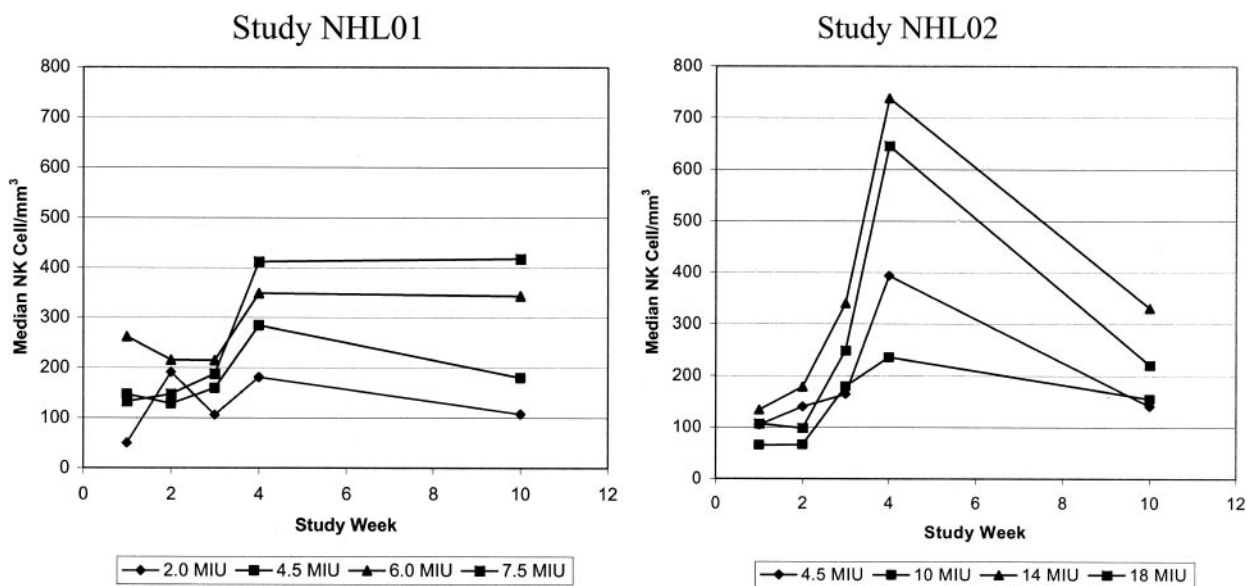 Study NHL01
800
700
600
500
400
300
200
100
0
Median NK Cell/mm³
0 2 4 6 8 10 12
Study Week
2.0 MIU 4.5 MIU 6.0 MIU 7.5 MIU
Study NHL02
800
700
600
500
400
300
200
100
0
Median NK Cell/mm³
0 2 4 6 8 10 12
Study Week
4.5 MIU 10 MIU 14 MIU 18 MIU